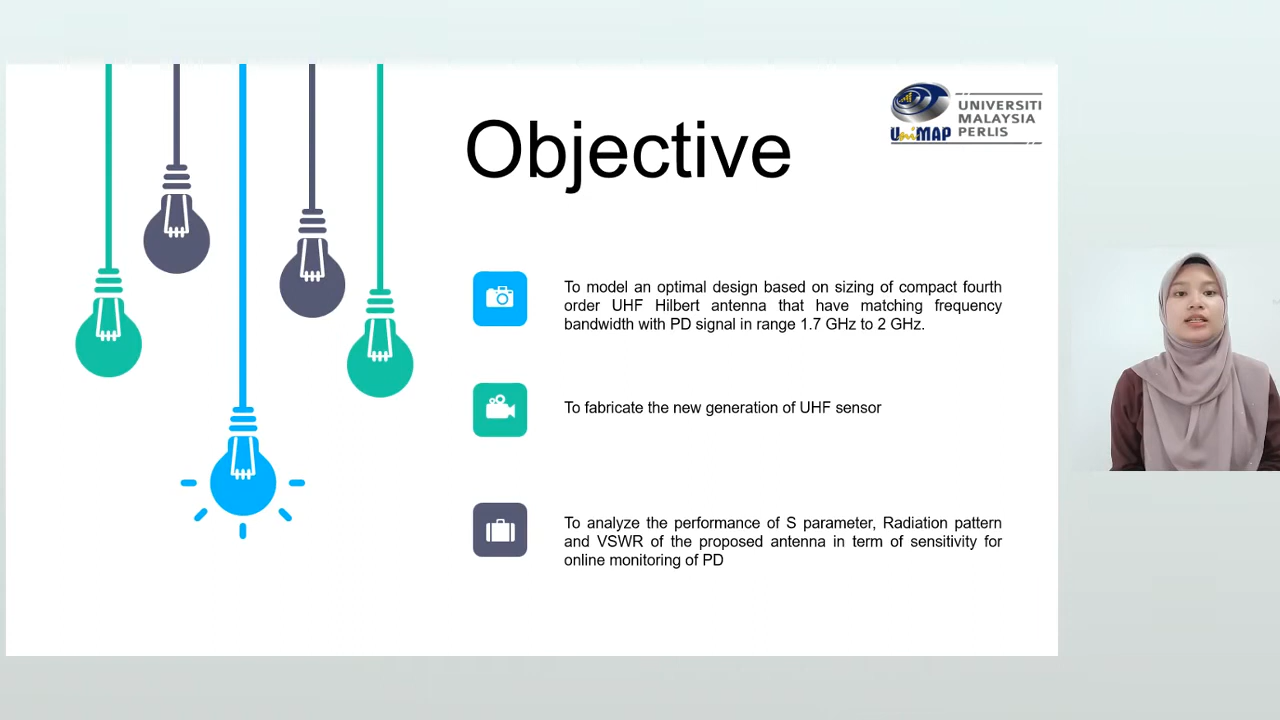 Objective
UniMAP
UNIVERSITI
MALAYSIA
PERLIS
To model an optimal design based on sizing of compact fourth
order UHF Hilbert antenna that have matching frequency
bandwidth with PD signal in range 1.7 GHz to 2 GHz.
To fabricate the new generation of UHF sensor
To analyze the performance of S parameter, Radiation pattern
and VSWR of the proposed antenna in term of sensitivity for
online monitoring of PD